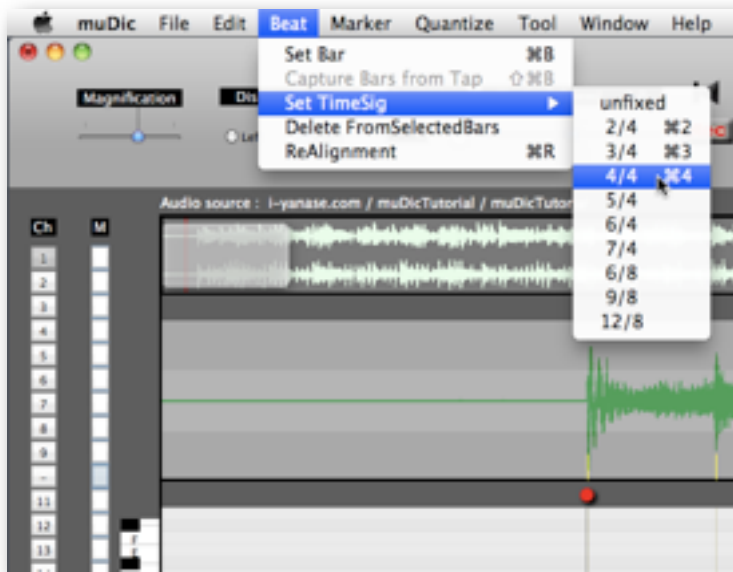 muDic File Edit Beat Marker Quantize Tool Window Help
Set Bar ⌘B
Capture Bars from Tap ⇧⌘B
Set TimeSig
Delete FromSelectedBars
ReAlignment ⌘R
unfixed
2/4 ⌘2
3/4 ⌘3
4/4 ⌘4
5/4
6/4
7/4
6/8
9/8
12/8
Magnification
Audio source : i-yanase.com / muDicTutorial /
Ch M
1
2
3
4
5
6
7
8
9
-
11
12
13